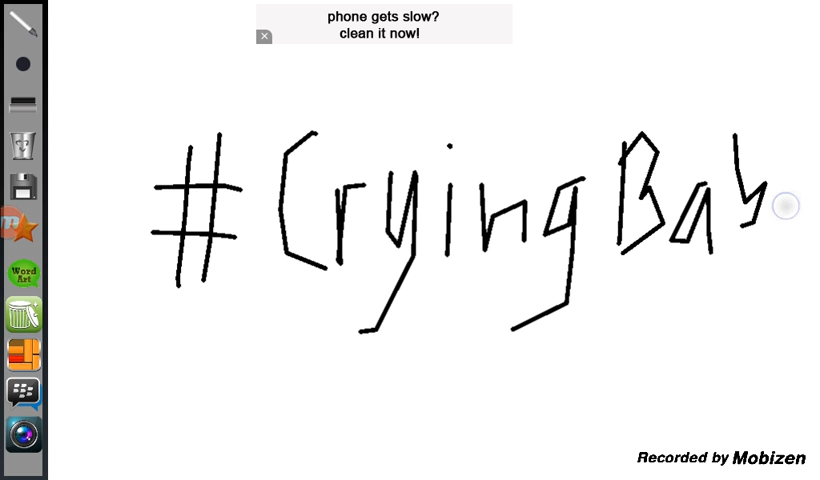 phone gets slow?
clean it now!
#CryingBab
Word
Art
Recorded by Mobizen